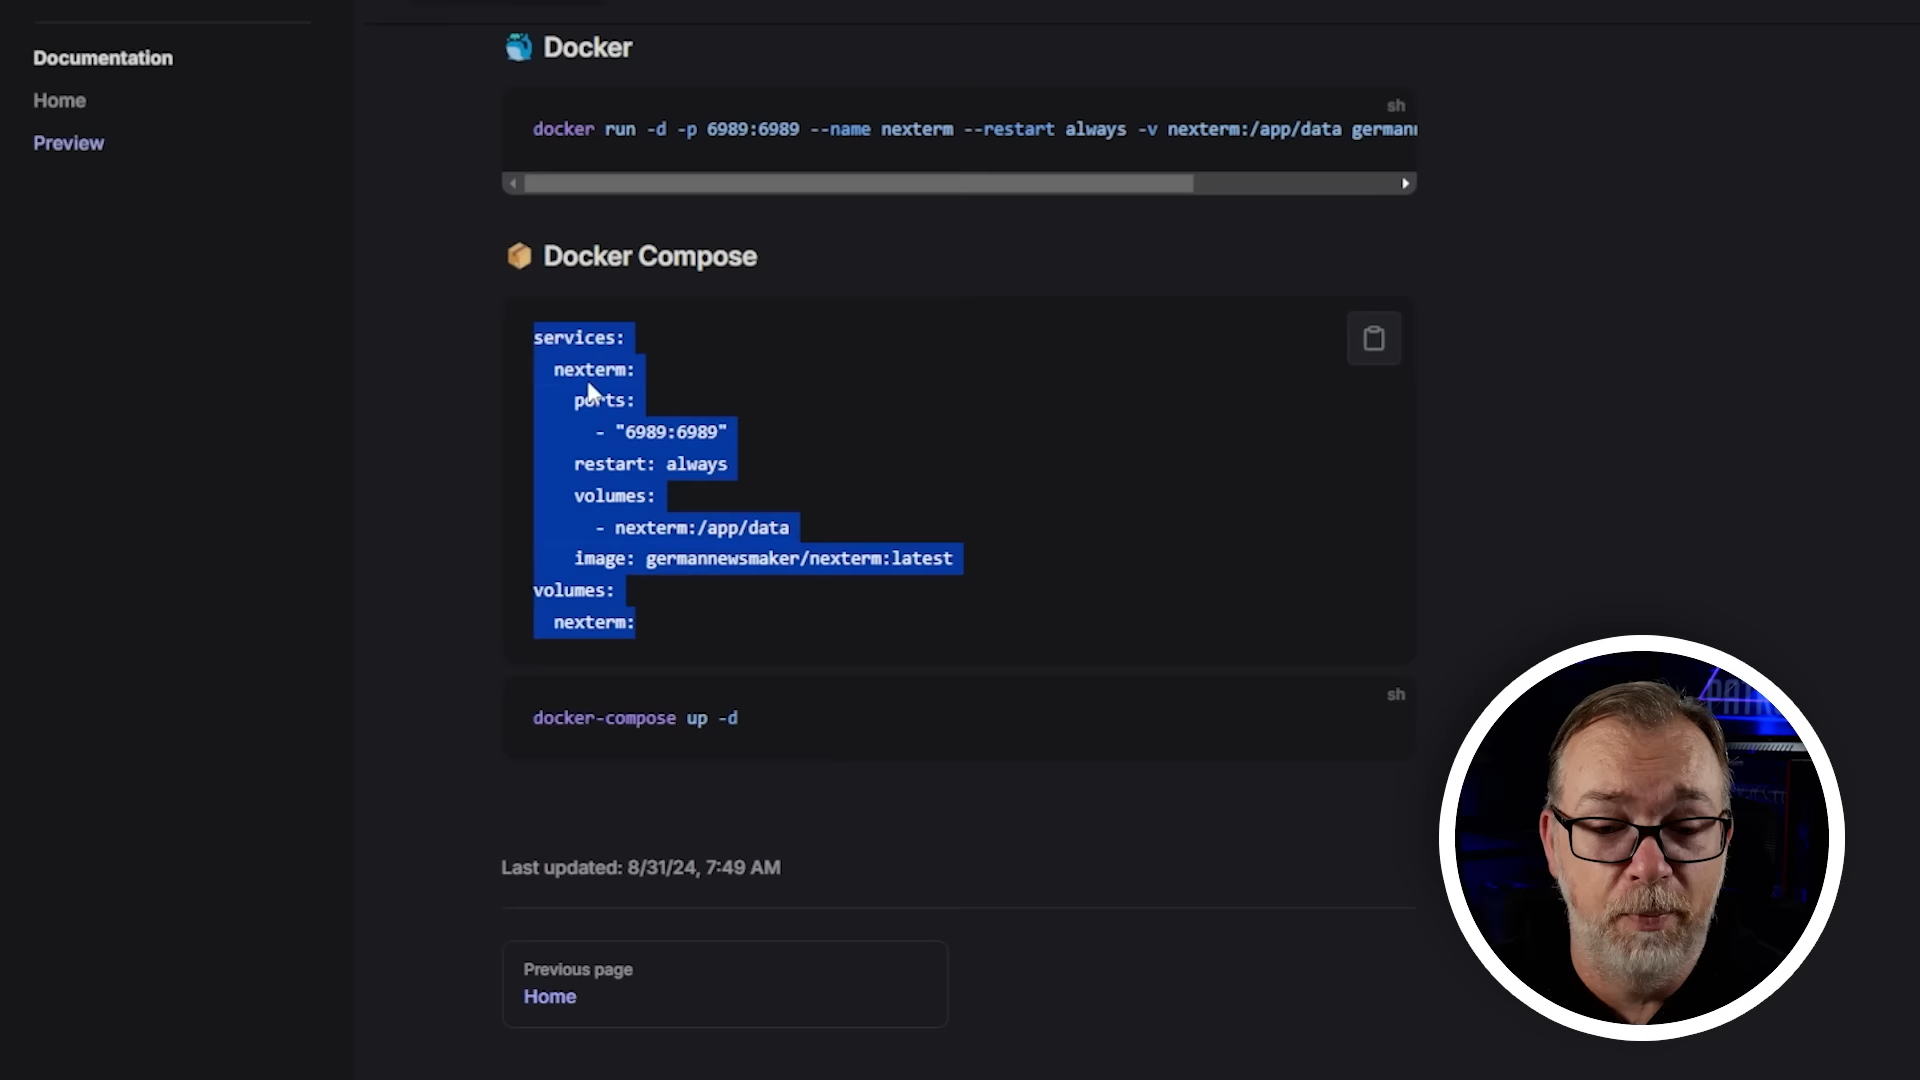 Documentation
Home
Preview
Docker
sh
docker run -d -p 6989:6989 --name nexterm --restart always -v nexterm:/app/data german
Docker Compose
services:
  nexterm:
    ports:
      - "6989:6989"
    restart: always
    volumes:
      - nexterm:/app/data
    image: germannewsmaker/nexterm:latest
volumes:
  nexterm:
sh
docker-compose up -d
Last updated: 8/31/24, 7:49 AM
Previous page
Home